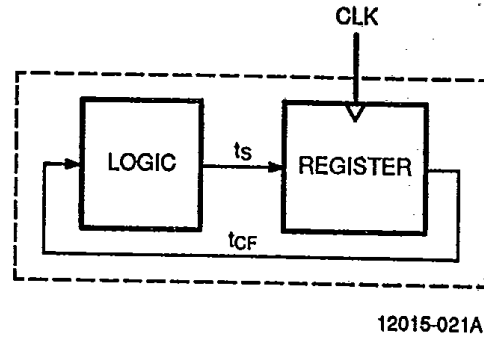 CLK
LOGIC
tS
REGISTER
tCF
12015-021A